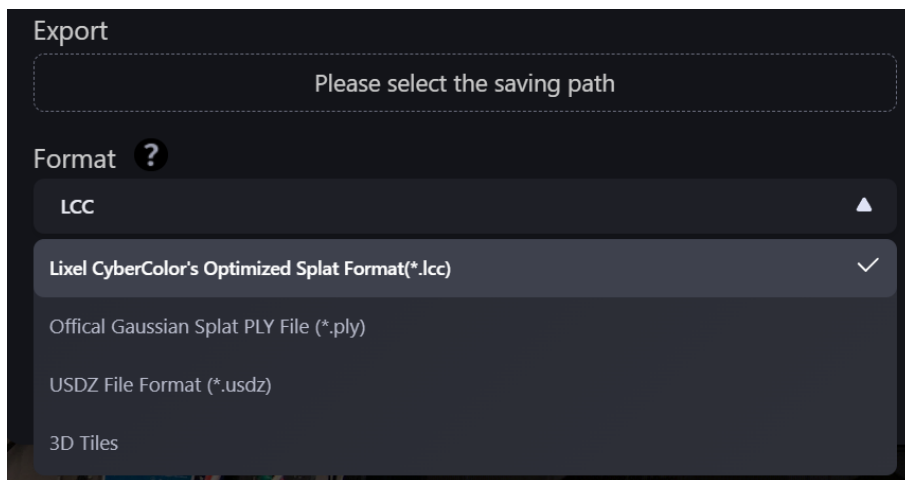 Export
Please select the saving path
Format ?
LCC
Lixel CyberColor's Optimized Splat Format(*.lcc)
Offical Gaussian Splat PLY File (*.ply)
USDZ File Format (*.usdz)
3D Tiles